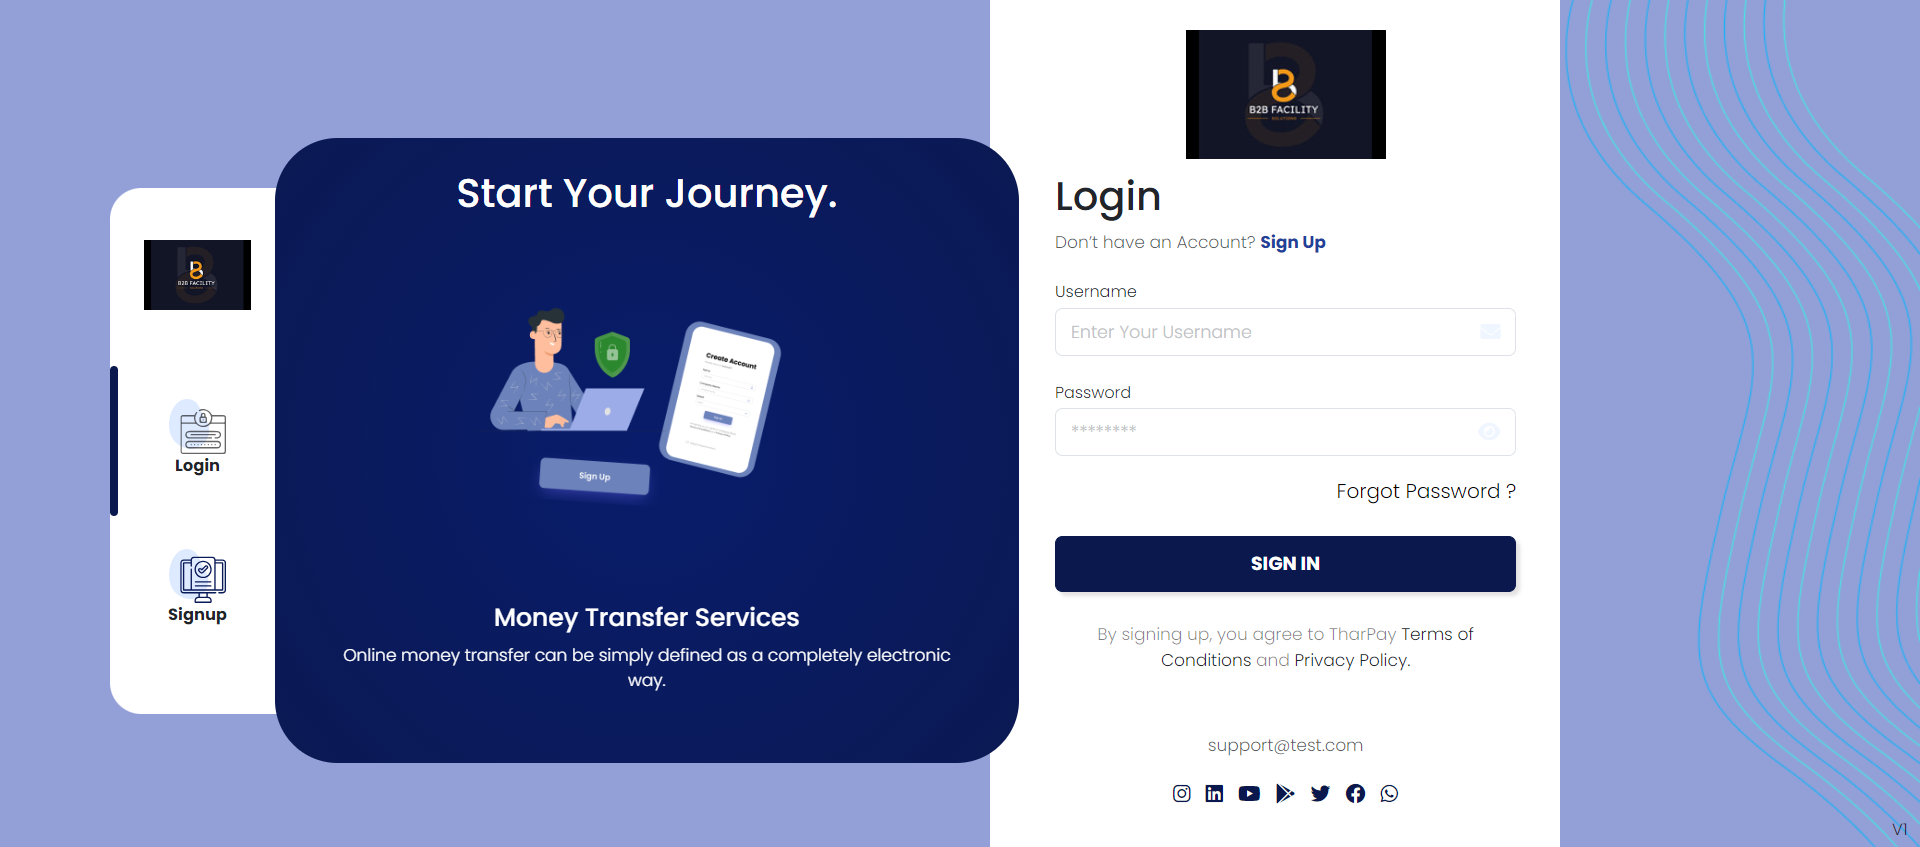 B2B FACILITY
Login
Signup
Start Your Journey.
Create Account
Sign Up
Money Transfer Services
Online money transfer can be simply defined as a completely electronic
way.
B2B FACILITY
SOLUTIONS
Login
Don't have an Account? Sign Up
Username
Enter Your Username
Password
********
Forgot Password ?
SIGN IN
By signing up, you agree to TharPay Terms of
Conditions and Privacy Policy.
support@test.com
V1